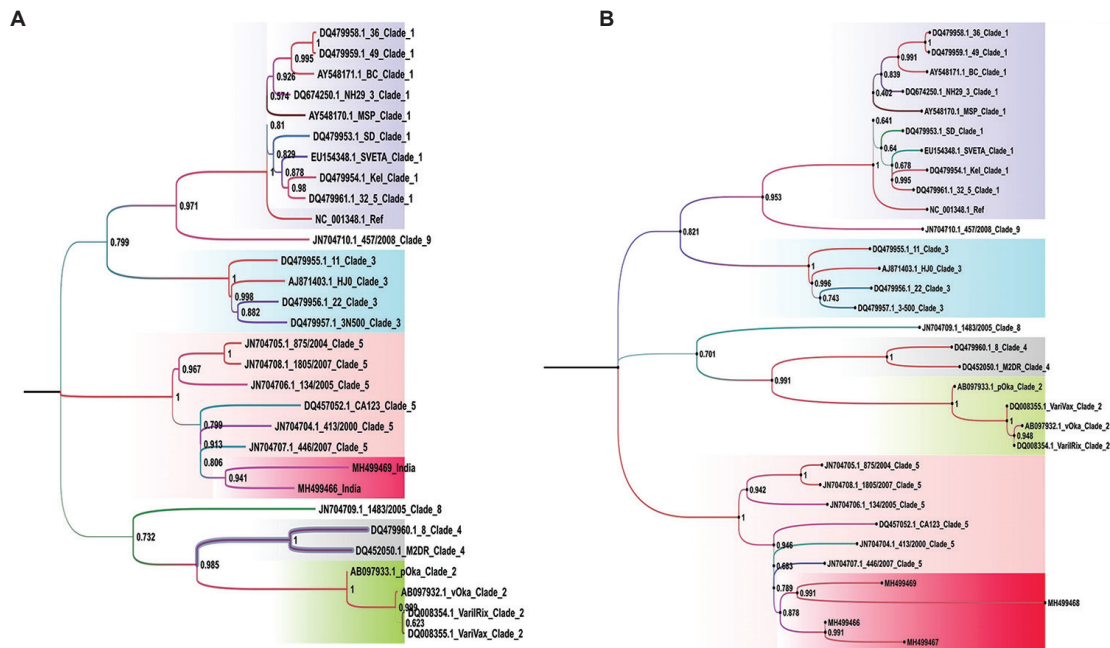 A
DQ479958.1_36_Clade_1
1
DQ479959.1_49_Clade_1
0.995
AY548171.1_BC_Clade_1
0.926
DQ674250.1_NH29_3_Clade_1
0.574
AY548170.1_MSP_Clade_1
0.81
DQ479953.1_SD_Clade_1
0.829
EU154348.1_SVETA_Clade_1
1
0.878
DQ479954.1_Kel_Clade_1
0.98
DQ479961.1_32_5_Clade_1
0.971
NC_001348.1_Ref
JN704710.1_457/2008_Clade_9
0.799
DQ479955.1_11_Clade_3
1
AJ871403.1_HJ0_Clade_3
0.998
DQ479956.1_22_Clade_3
0.882
DQ479957.1_3N500_Clade_3
JN704705.1_875/2004_Clade_5
1
JN704708.1_1805/2007_Clade_5
0.967
JN704706.1_134/2005_Clade_5
1
DQ457052.1_CA123_Clade_5
0.799
JN704704.1_413/2000_Clade_5
0.913
JN704707.1_446/2007_Clade_5
0.806
MH499469_India
0.941
MH499466_India
JN704709.1_1483/2005_Clade_8
0.732
DQ479960.1_8_Clade_4
1
DQ452050.1_M2DR_Clade_4
0.985
AB097933.1_pOka_Clade_2
1
AB097932.1_vOka_Clade_2
DQ008354.1_VarilRix_Clade_2
0.623
DQ008355.1_VariVax_Clade_2
B
DQ479958.1_36_Clade_1
1
DQ479959.1_49_Clade_1
0.991
AY548171.1_BC_Clade_1
0.839
DQ674250.1_NH29_3_Clade_1
0.402
AY548170.1_MSP_Clade_1
0.641
DQ479953.1_SD_Clade_1
0.64
EU154348.1_SVETA_Clade_1
1
0.678
DQ479954.1_Kel_Clade_1
0.995
DQ479961.1_32_5_Clade_1
0.953
NC_001348.1_Ref
JN704710.1_457/2008_Clade_9
0.821
DQ479955.1_11_Clade_3
1
AJ871403.1_HJ0_Clade_3
0.996
DQ479956.1_22_Clade_3
0.743
DQ479957.1_3-500_Clade_3
JN704709.1_1483/2005_Clade_8
0.701
DQ479960.1_8_Clade_4
1
DQ452050.1_M2DR_Clade_4
0.991
AB097933.1_pOka_Clade_2
1
DQ008355.1_VariVax_Clade_2
1
AB097932.1_vOka_Clade_2
0.948
DQ008354.1_VarilRix_Clade_2
JN704705.1_875/2004_Clade_5
1
JN704708.1_1805/2007_Clade_5
0.942
JN704706.1_134/2005_Clade_5
1
DQ457052.1_CA123_Clade_5
0.946
JN704704.1_413/2000_Clade_5
0.683
JN704707.1_446/2007_Clade_5
0.789
MH499469
0.991
MH499468
0.878
MH499466
0.991
MH499467